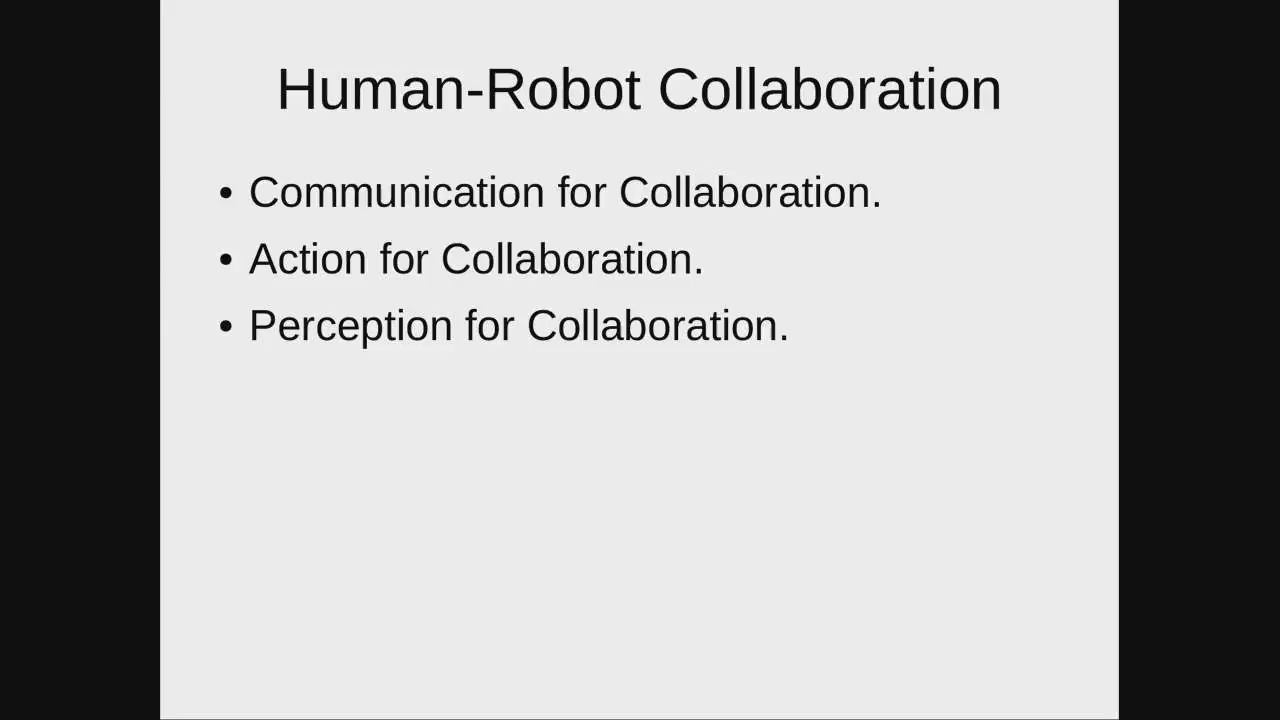 Human-Robot Collaboration
• Communication for Collaboration.
• Action for Collaboration.
• Perception for Collaboration.